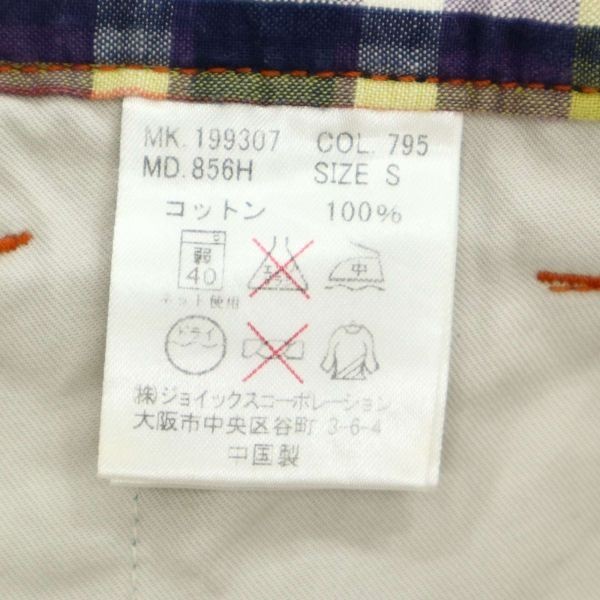 MK. 199307 COL. 795
MD. 856H SIZE S
コットン 100%
弱 中
40
ネット使用
ドライ
㈱ジョイックスコーポレーション
大阪市中央区谷町 3-6-4
中国製